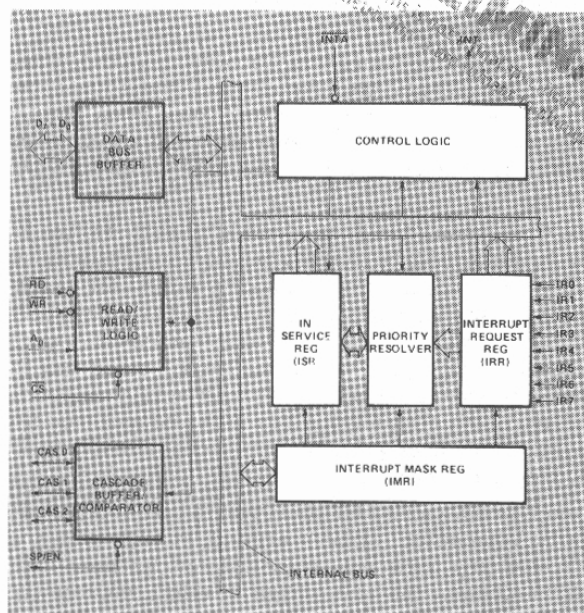 INTA
INT
D7 - D0
DATA
BUS
BUFFER
CONTROL LOGIC
RD
WR
A0
CS
READ/
WRITE
LOGIC
IN
SERVICE
REG
(ISR
PRIORITY
RESOLVER
INTERRUPT
REQUEST
REG
(IRR)
IR0
IR1
IR2
IR3
IR4
IR5
IR6
IR7
CAS 0
CAS 1
CAS 2
CASCADE
BUFFER/
COMPARATOR
INTERRUPT MASK REG
(IMR)
SP/EN
INTERNAL BUS